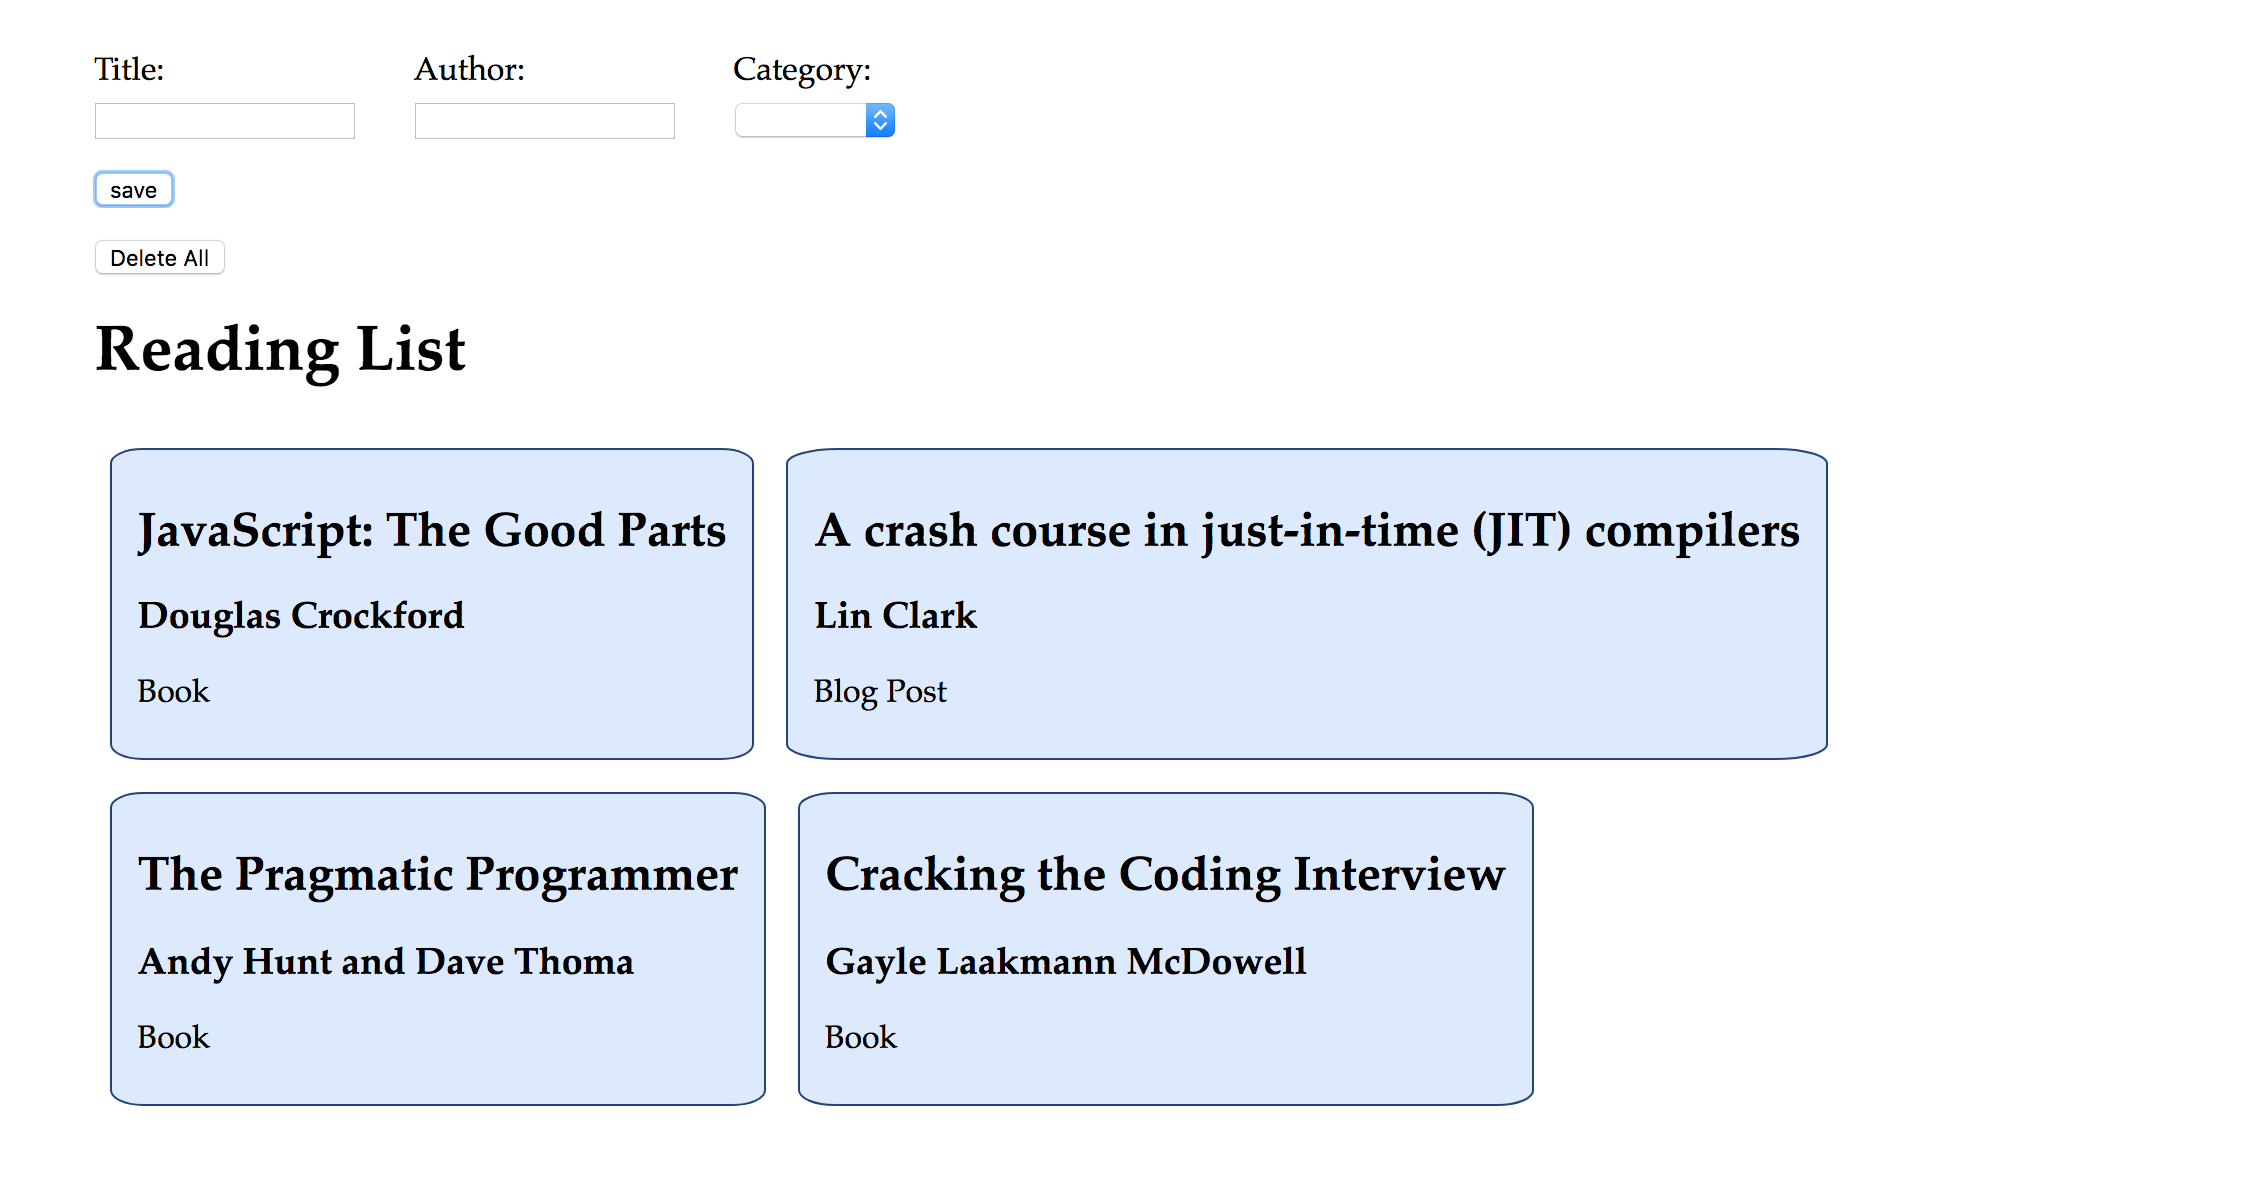 Title: Author: Category:
save
Delete All
Reading List
JavaScript: The Good Parts
Douglas Crockford
Book
A crash course in just-in-time (JIT) compilers
Lin Clark
Blog Post
The Pragmatic Programmer
Andy Hunt and Dave Thoma
Book
Cracking the Coding Interview
Gayle Laakmann McDowell
Book